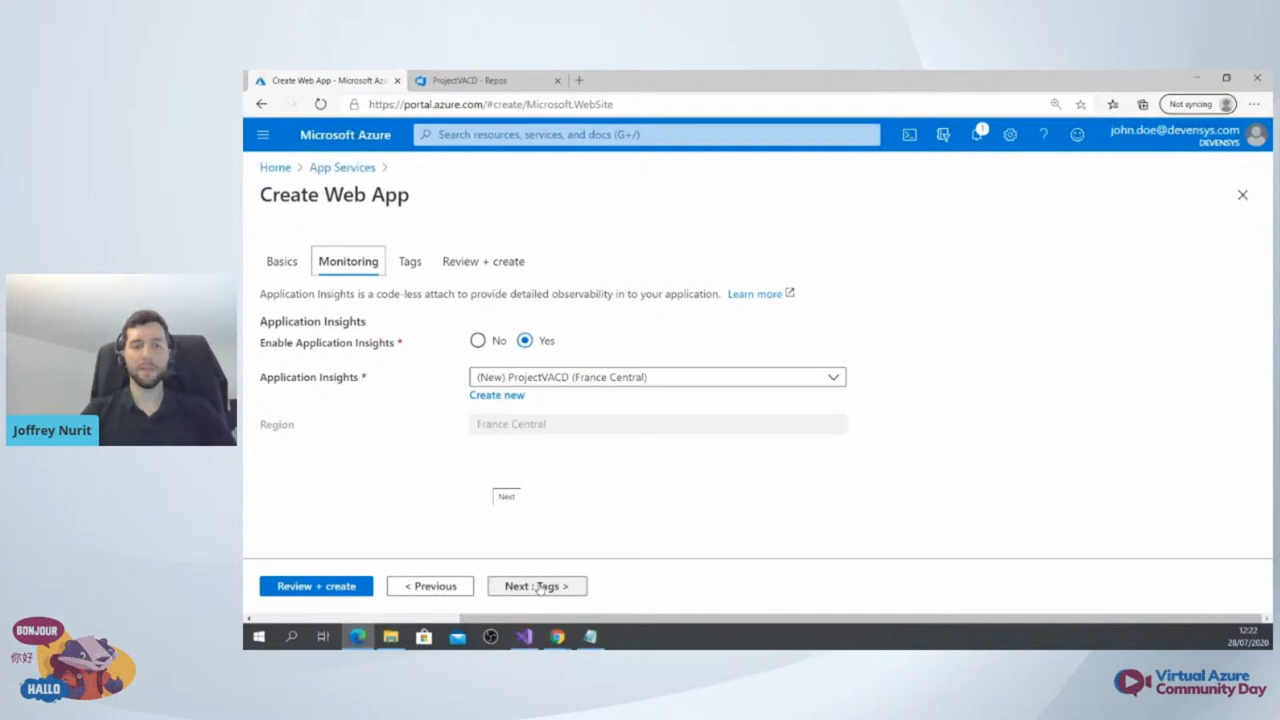 Create Web App - Microsoft Az
ProjectVACD - Repos
https://portal.azure.com/#create/Microsoft.WebSite
Not syncing
Microsoft Azure
Search resources, services, and docs (G+/)
1
john.doe@devensys.com
DEVENSYS
Home > App Services >
Create Web App
Basics
Monitoring
Tags
Review + create
Application Insights is a code-less attach to provide detailed observability in to your application. Learn more
Application Insights
Enable Application Insights *
No
Yes
Application Insights *
(New) ProjectVACD (France Central)
Create new
Region
France Central
Next
Review + create
< Previous
Next : Tags >
12:22
28/07/2020
Joffrey Nurit
BONJOUR
你好
HALLO
Virtual Azure
Community Day